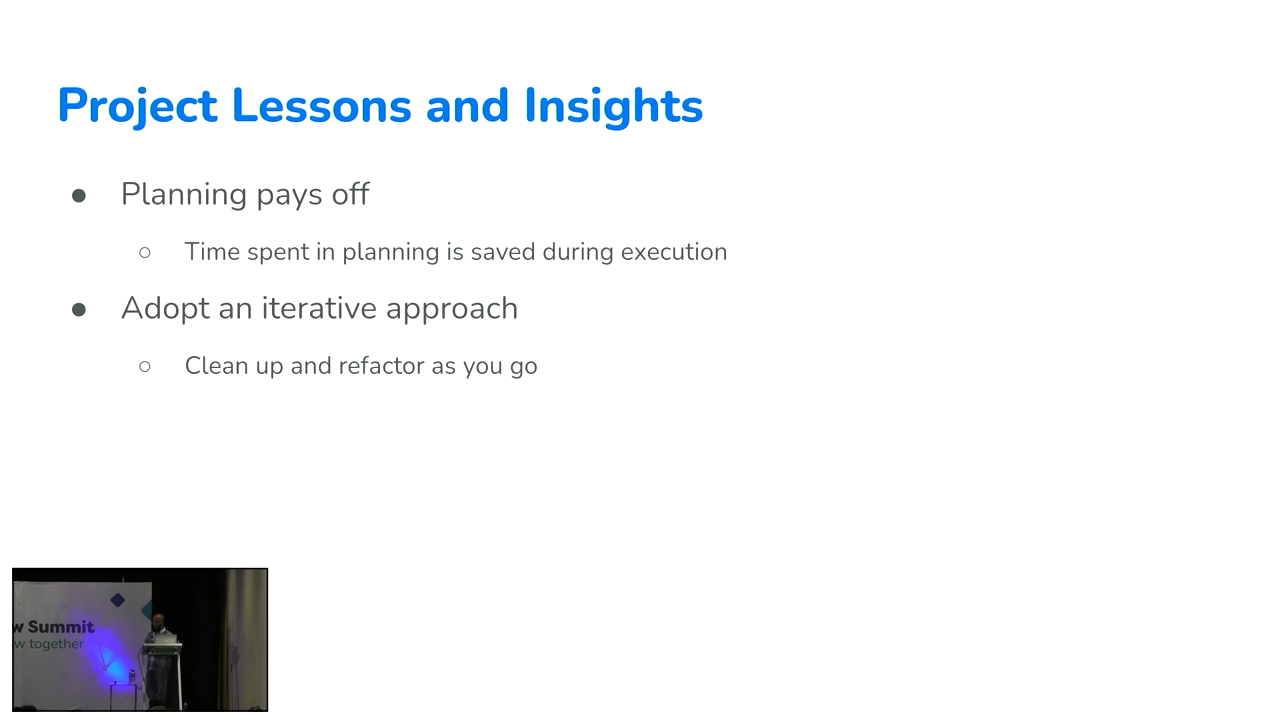 Project Lessons and Insights
● Planning pays off
○ Time spent in planning is saved during execution
● Adopt an iterative approach
○ Clean up and refactor as you go
w Summit
w together